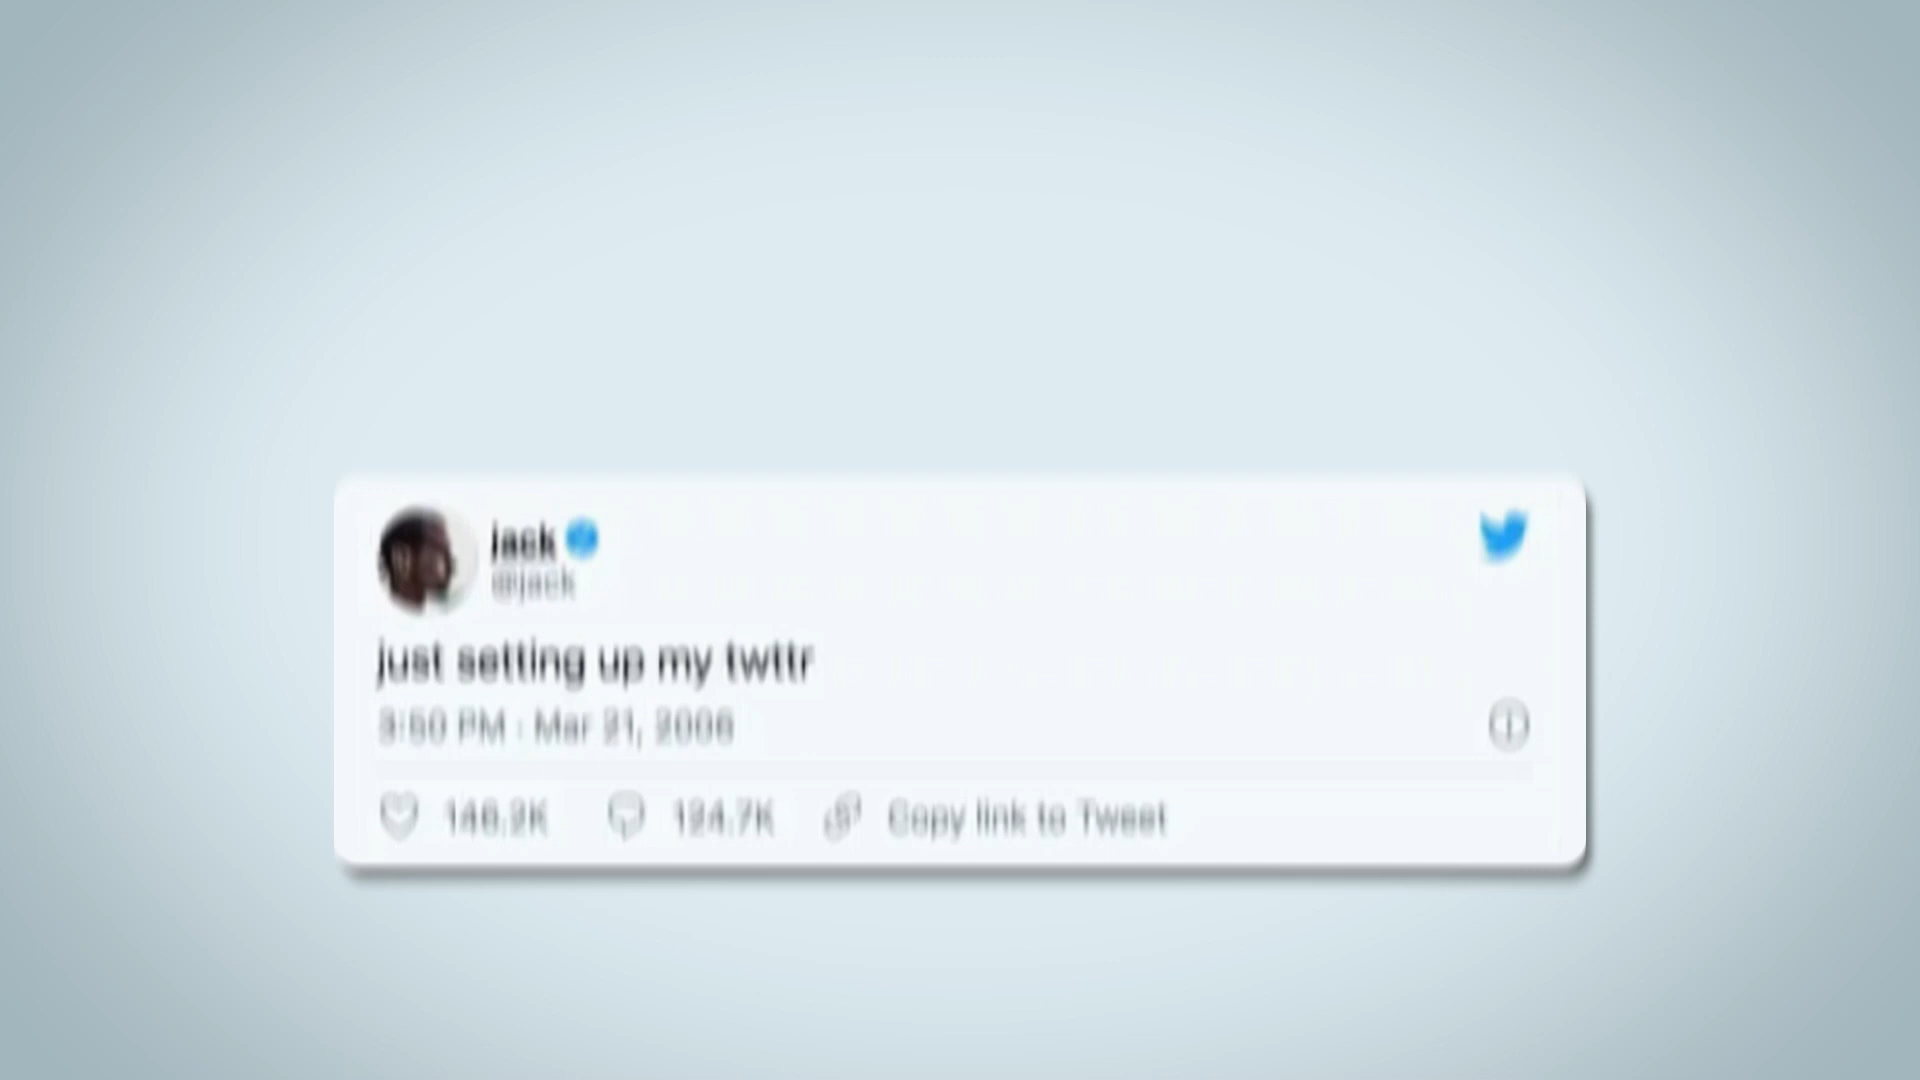 jack
@jack
just setting up my twttr
3:50 PM · Mar 21, 2006
146.2K 124.7K Copy link to Tweet